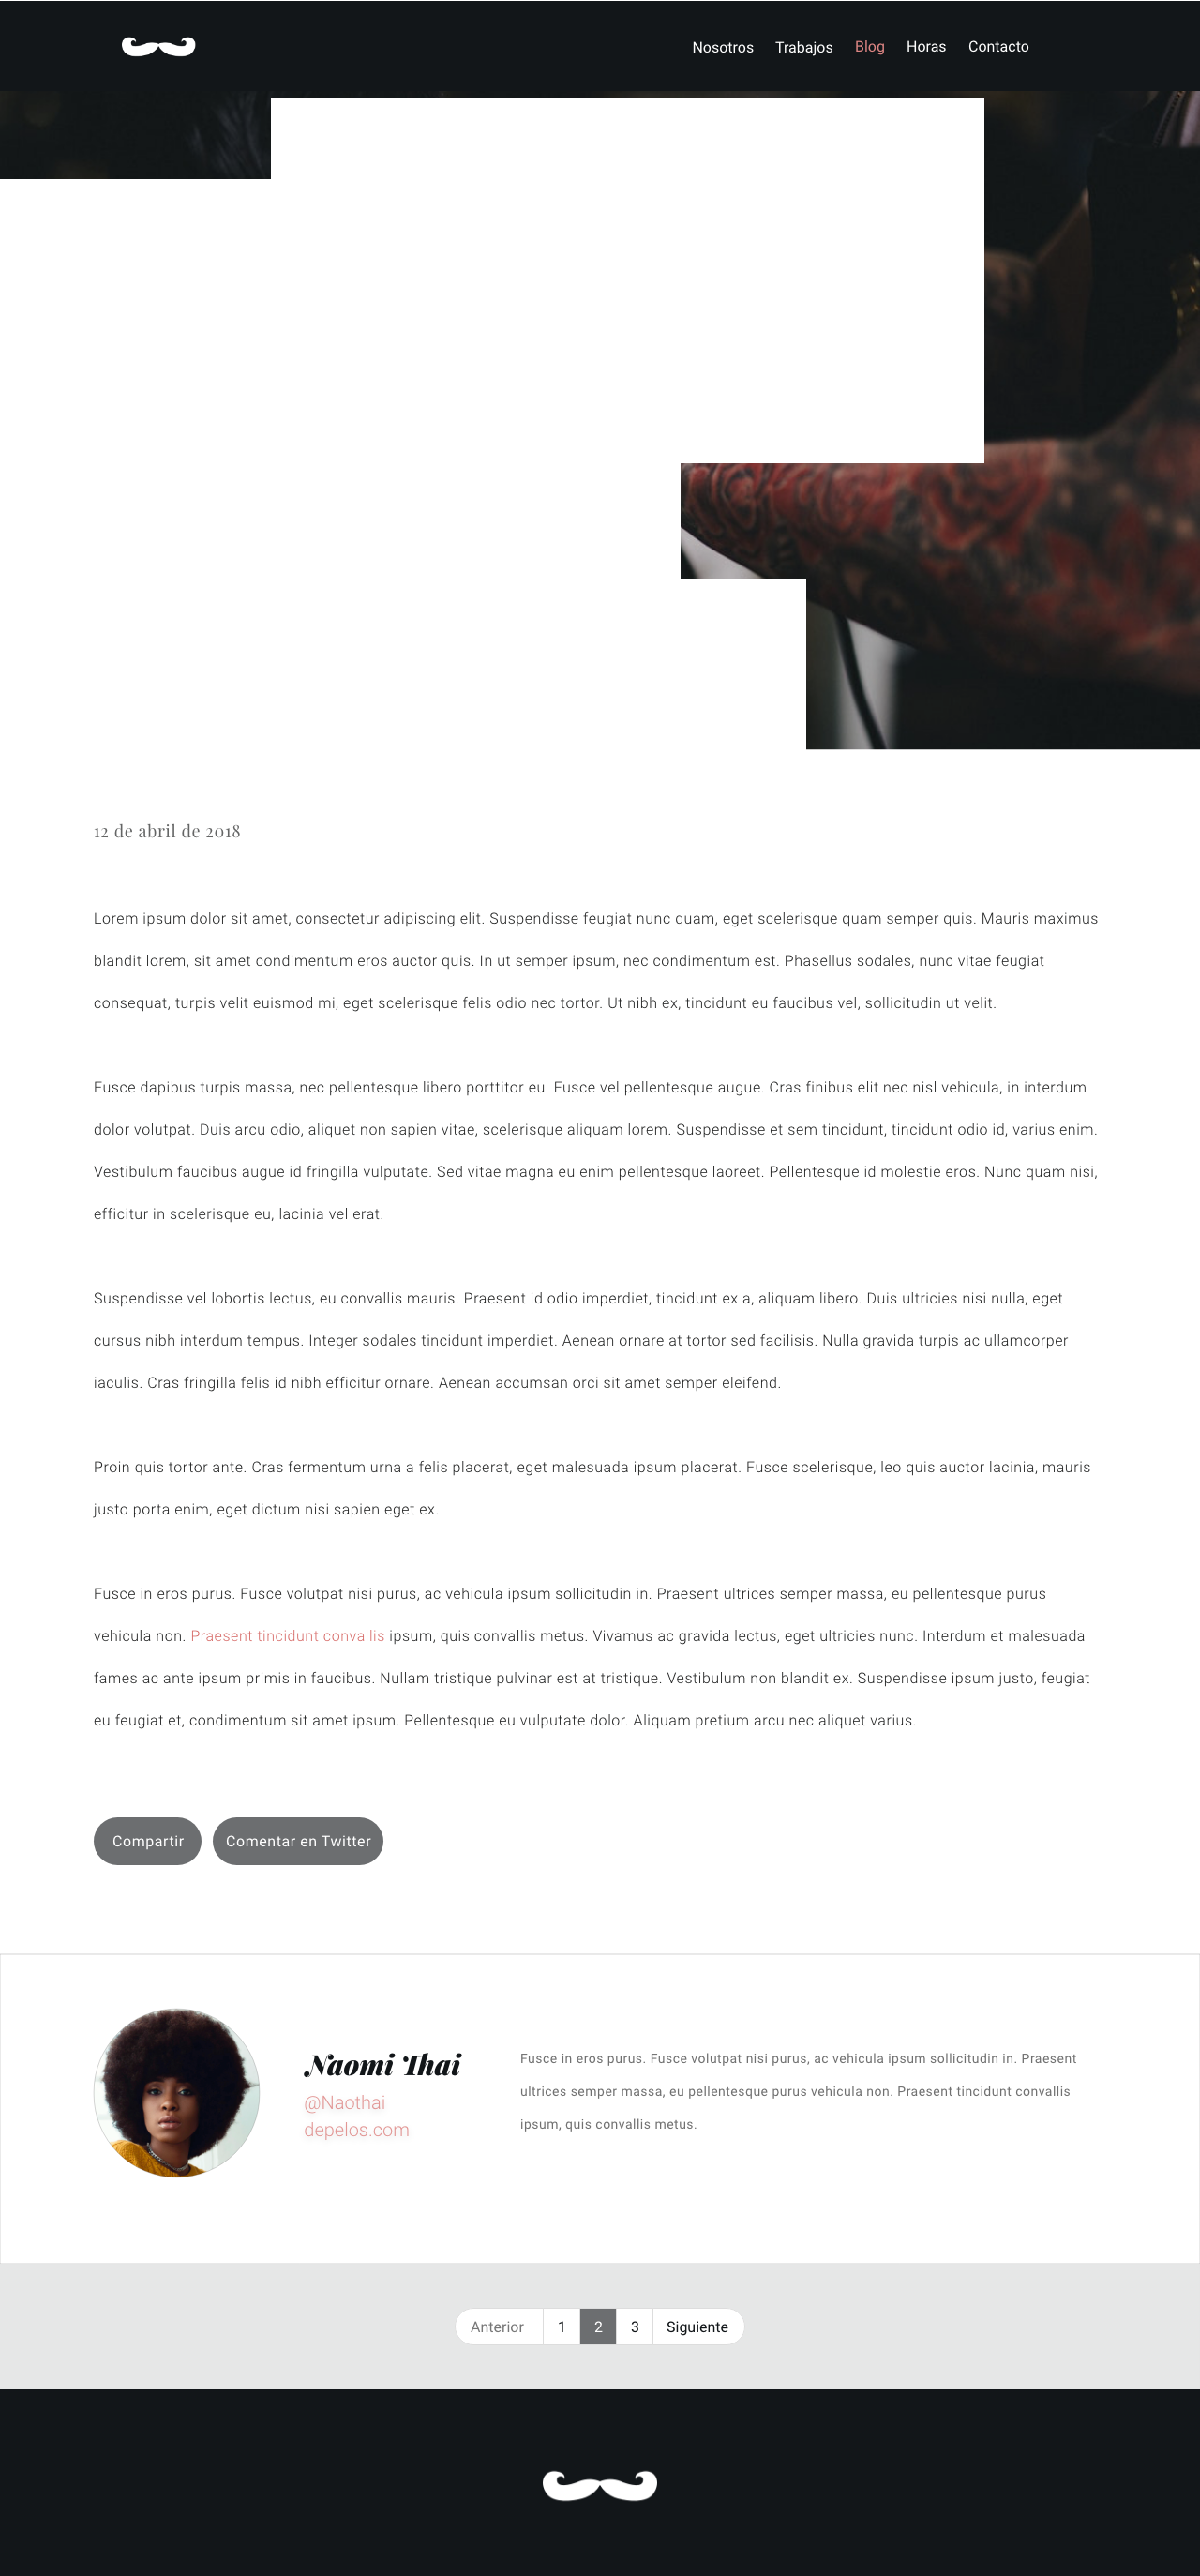 Nosotros Trabajos Blog Horas Contacto
12 de abril de 2018
Lorem ipsum dolor sit amet, consectetur adipiscing elit. Suspendisse feugiat nunc quam, eget scelerisque quam semper quis. Mauris maximus
blandit lorem, sit amet condimentum eros auctor quis. In ut semper ipsum, nec condimentum est. Phasellus sodales, nunc vitae feugiat
consequat, turpis velit euismod mi, eget scelerisque felis odio nec tortor. Ut nibh ex, tincidunt eu faucibus vel, sollicitudin ut velit.
Fusce dapibus turpis massa, nec pellentesque libero porttitor eu. Fusce vel pellentesque augue. Cras finibus elit nec nisl vehicula, in interdum
dolor volutpat. Duis arcu odio, aliquet non sapien vitae, scelerisque aliquam lorem. Suspendisse et sem tincidunt, tincidunt odio id, varius enim.
Vestibulum faucibus augue id fringilla vulputate. Sed vitae magna eu enim pellentesque laoreet. Pellentesque id molestie eros. Nunc quam nisi,
efficitur in scelerisque eu, lacinia vel erat.
Suspendisse vel lobortis lectus, eu convallis mauris. Praesent id odio imperdiet, tincidunt ex a, aliquam libero. Duis ultricies nisi nulla, eget
cursus nibh interdum tempus. Integer sodales tincidunt imperdiet. Aenean ornare at tortor sed facilisis. Nulla gravida turpis ac ullamcorper
iaculis. Cras fringilla felis id nibh efficitur ornare. Aenean accumsan orci sit amet semper eleifend.
Proin quis tortor ante. Cras fermentum urna a felis placerat, eget malesuada ipsum placerat. Fusce scelerisque, leo quis auctor lacinia, mauris
justo porta enim, eget dictum nisi sapien eget ex.
Fusce in eros purus. Fusce volutpat nisi purus, ac vehicula ipsum sollicitudin in. Praesent ultrices semper massa, eu pellentesque purus
vehicula non. Praesent tincidunt convallis ipsum, quis convallis metus. Vivamus ac gravida lectus, eget ultricies nunc. Interdum et malesuada
fames ac ante ipsum primis in faucibus. Nullam tristique pulvinar est at tristique. Vestibulum non blandit ex. Suspendisse ipsum justo, feugiat
eu feugiat et, condimentum sit amet ipsum. Pellentesque eu vulputate dolor. Aliquam pretium arcu nec aliquet varius.
Compartir Comentar en Twitter
Naomi Thai
@Naothai
depelos.com
Fusce in eros purus. Fusce volutpat nisi purus, ac vehicula ipsum sollicitudin in. Praesent
ultrices semper massa, eu pellentesque purus vehicula non. Praesent tincidunt convallis
ipsum, quis convallis metus.
Anterior 1 2 3 Siguiente